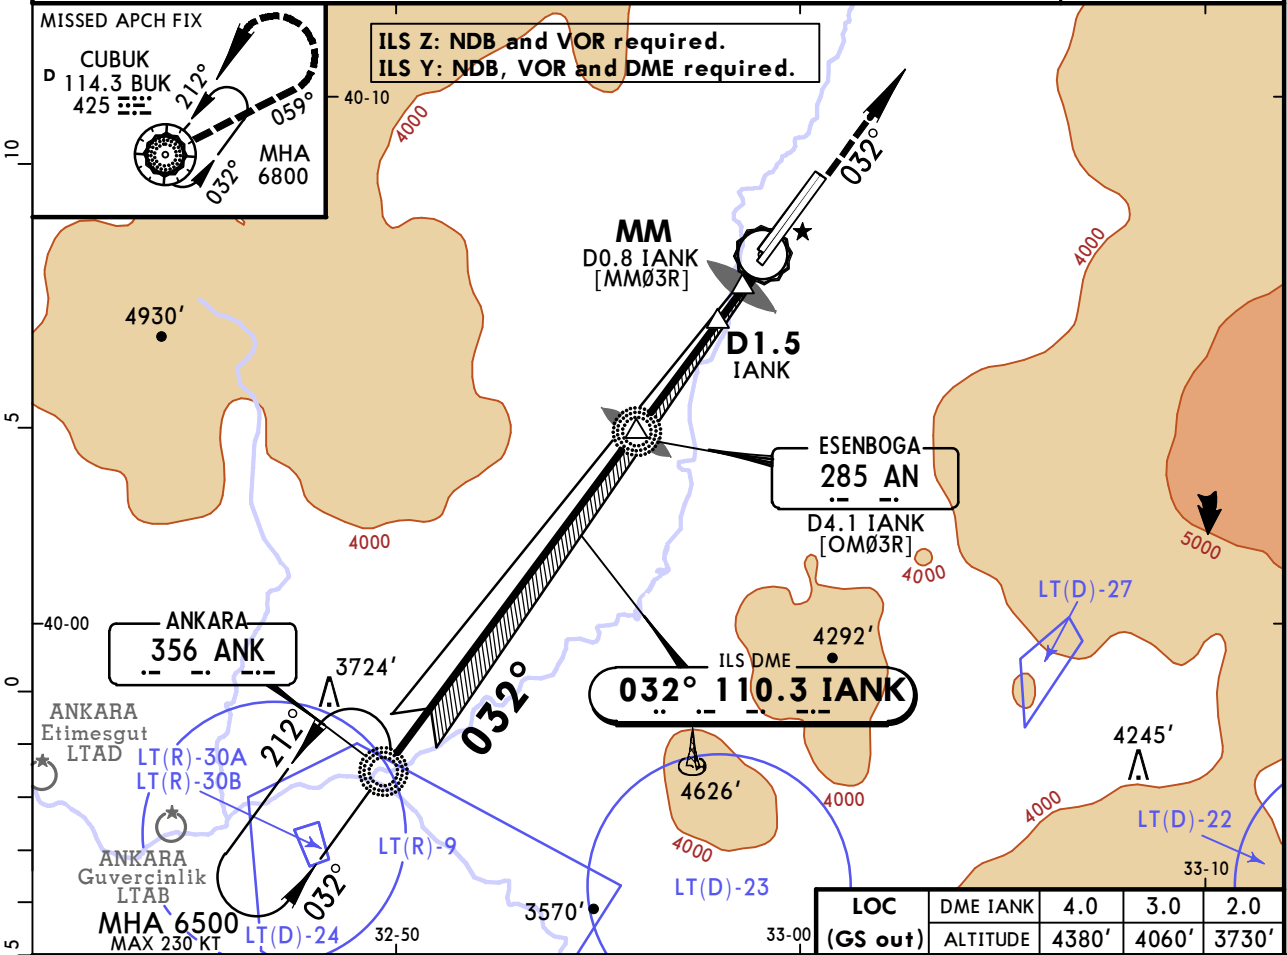 MISSED APCH FIX
CUBUK
D 114.3 BUK
425
212°
059°
032°
MHA
6800
ILS Z: NDB and VOR required.
ILS Y: NDB, VOR and DME required.
40-10
4000
032°
10
MM
D0.8 IANK
[MMØ3R]
4000
4930'
D1.5
IANK
5
ESENBOGA
285 AN
D4.1 IANK
[OMØ3R]
4000
4000
5000
LT(D)-27
40-00
ANKARA
356 ANK
3724'
4292'
ILS DME
032° 110.3 IANK
0
032°
212°
ANKARA
Etimesgut
LTAD
LT(R)-30A
LT(R)-30B
4245'
4626'
4000
4000
LT(D)-22
LT(R)-9
4000
ANKARA
Guvercinlik
LTAB
032°
LT(D)-23
33-10
MHA 6500
MAX 230 KT
LT(D)-24
3570'
32-50
33-00
5
LOC DME IANK 4.0 3.0 2.0
(GS out) ALTITUDE 4380' 4060' 3730'